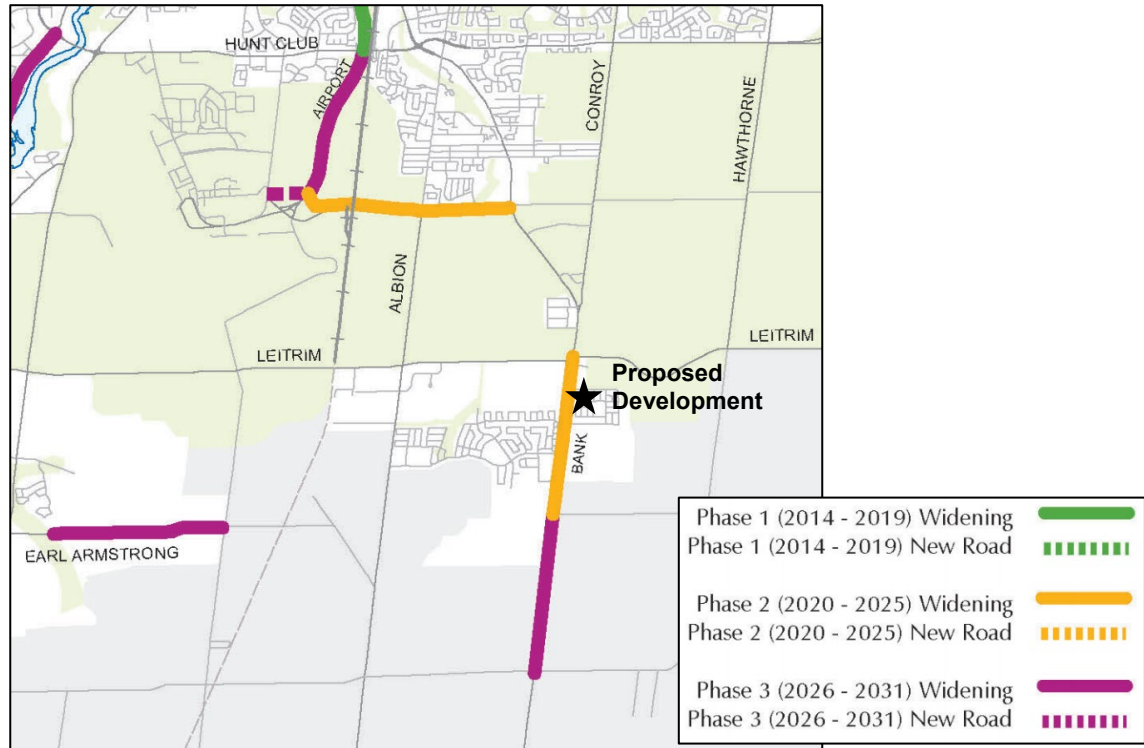 HUNT CLUB
AIRPORT
CONROY
HAWTHORNE
ALBION
LEITRIM
LEITRIM
Proposed
Development
BANK
EARL ARMSTRONG
Phase 1 (2014 - 2019) Widening
Phase 1 (2014 - 2019) New Road
Phase 2 (2020 - 2025) Widening
Phase 2 (2020 - 2025) New Road
Phase 3 (2026 - 2031) Widening
Phase 3 (2026 - 2031) New Road